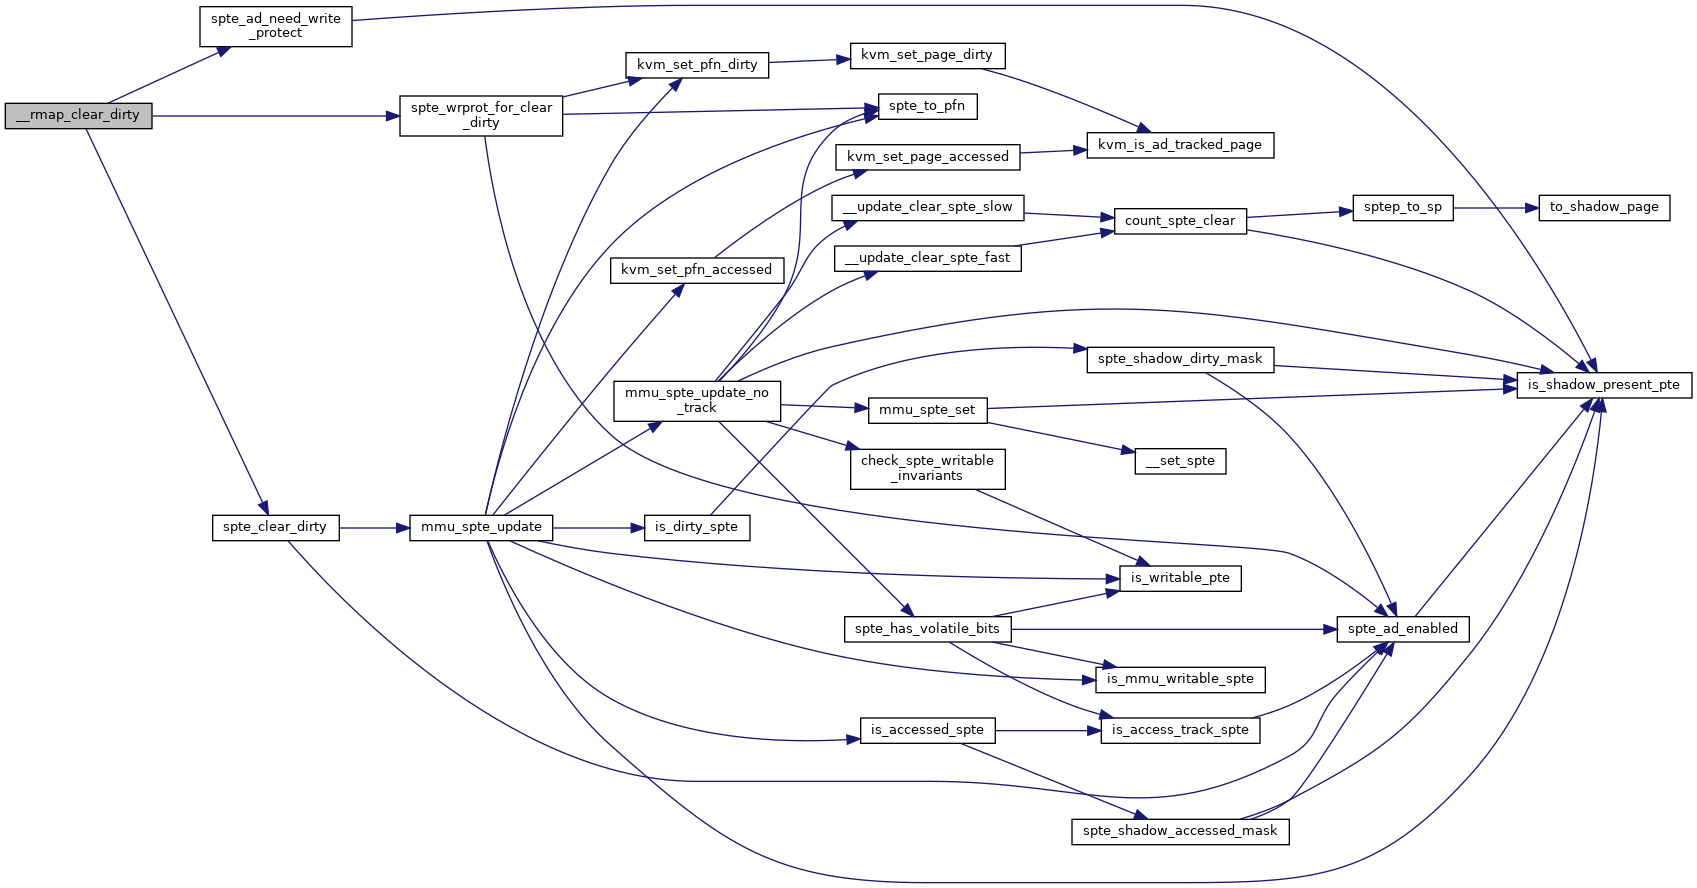 spte_ad_need_write
_protect
kvm_set_page_dirty
kvm_set_pfn_dirty
spte_to_pfn
__rmap_clear_dirty
spte_wrprot_for_clear
_dirty
kvm_is_ad_tracked_page
kvm_set_page_accessed
__update_clear_spte_slow
sptep_to_sp
to_shadow_page
count_spte_clear
__update_clear_spte_fast
kvm_set_pfn_accessed
spte_shadow_dirty_mask
is_shadow_present_pte
mmu_spte_update_no
_track
mmu_spte_set
check_spte_writable
_invariants
__set_spte
spte_clear_dirty
mmu_spte_update
is_dirty_spte
is_writable_pte
spte_has_volatile_bits
spte_ad_enabled
is_mmu_writable_spte
is_accessed_spte
is_access_track_spte
spte_shadow_accessed_mask